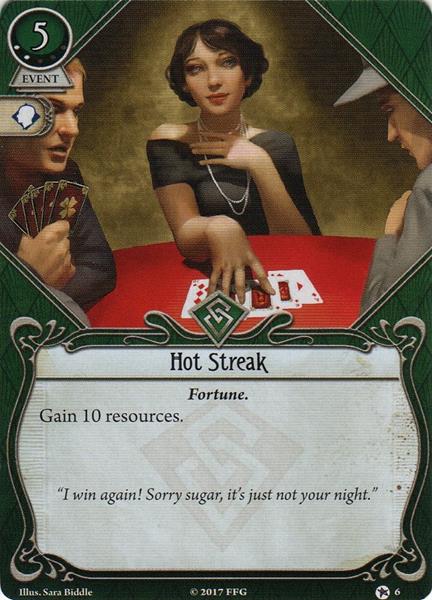 5
EVENT
Hot Streak
Fortune.
Gain 10 resources.
“I win again! Sorry sugar, it’s just not your night.”
Illus. Sara Biddle
© 2017 FFG
6